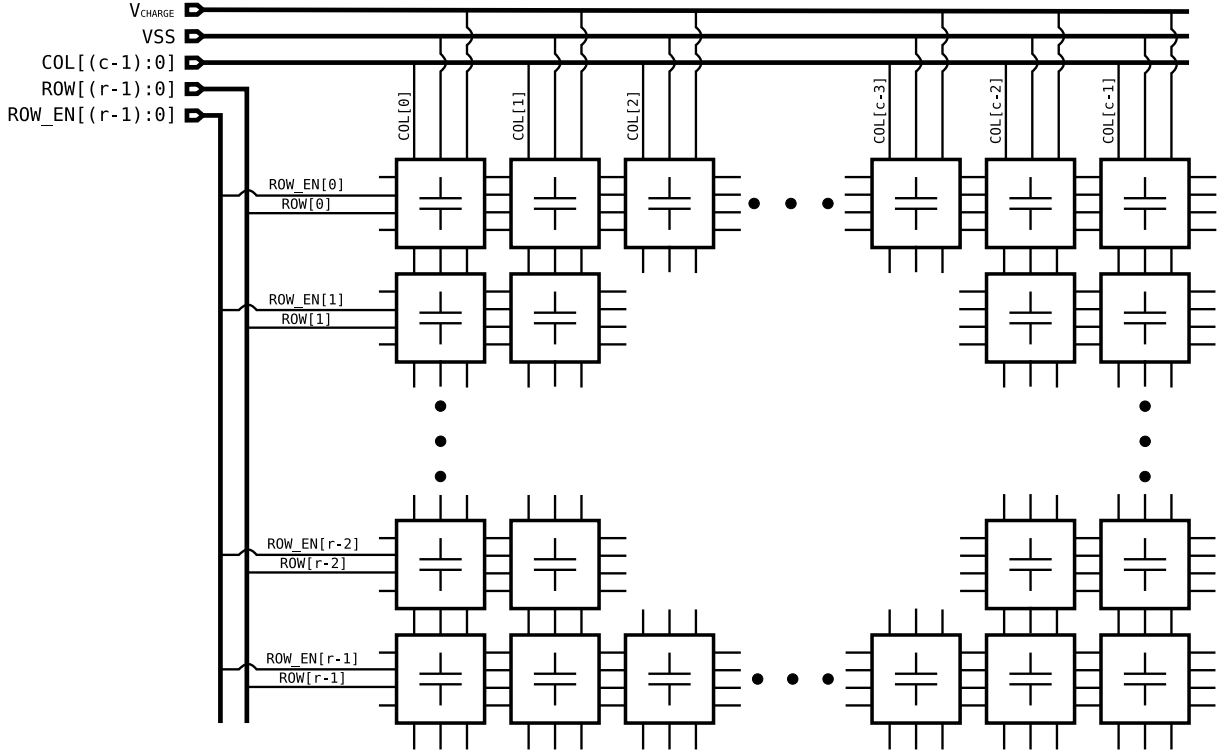 VCHARGE
VSS
COL[(c-1):0]
ROW[(r-1):0]
ROW_EN[(r-1):0]
COL[0]
COL[1]
COL[2]
COL[c-3]
COL[c-2]
COL[c-1]
ROW_EN[0]
ROW[0]
ROW_EN[1]
ROW[1]
ROW_EN[r-2]
ROW[r-2]
ROW_EN[r-1]
ROW[r-1]